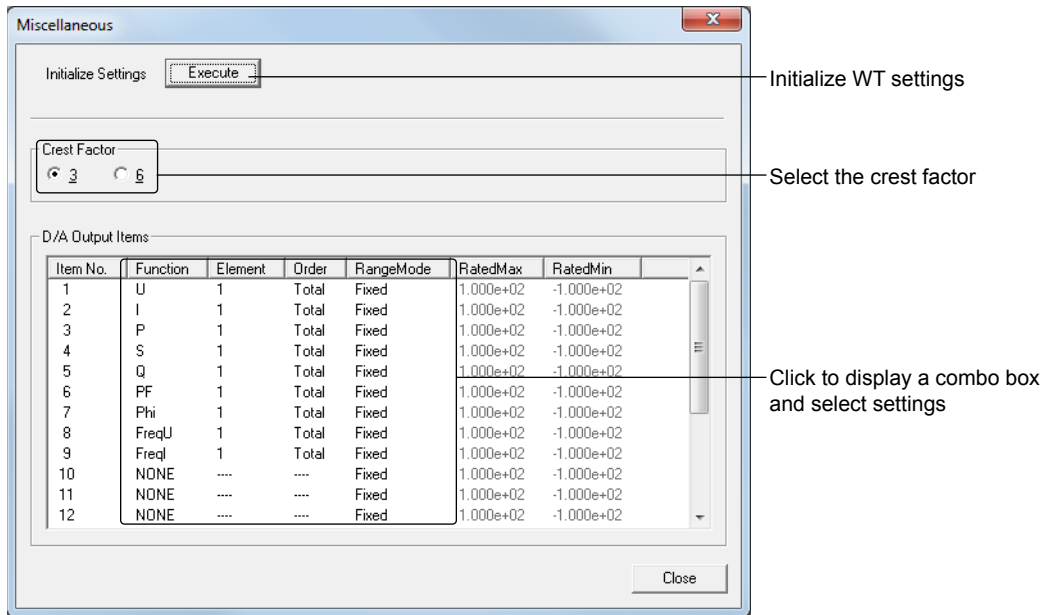 Miscellaneous
x
Initialize Settings Execute
Initialize WT settings
Crest Factor
3 6
Select the crest factor
D/A Output Items
Item No. Function Element Order RangeMode RatedMax RatedMin
1 U 1 Total Fixed 1.000e+02 -1.000e+02
2 I 1 Total Fixed 1.000e+02 -1.000e+02
3 P 1 Total Fixed 1.000e+02 -1.000e+02
4 S 1 Total Fixed 1.000e+02 -1.000e+02
5 Q 1 Total Fixed 1.000e+02 -1.000e+02
6 PF 1 Total Fixed 1.000e+02 -1.000e+02
7 Phi 1 Total Fixed 1.000e+02 -1.000e+02
8 FreqU 1 Total Fixed 1.000e+02 -1.000e+02
9 FreqI 1 Total Fixed 1.000e+02 -1.000e+02
10 NONE ---- ---- Fixed 1.000e+02 -1.000e+02
11 NONE ---- ---- Fixed 1.000e+02 -1.000e+02
12 NONE ---- ---- Fixed 1.000e+02 -1.000e+02
Click to display a combo box
and select settings
Close